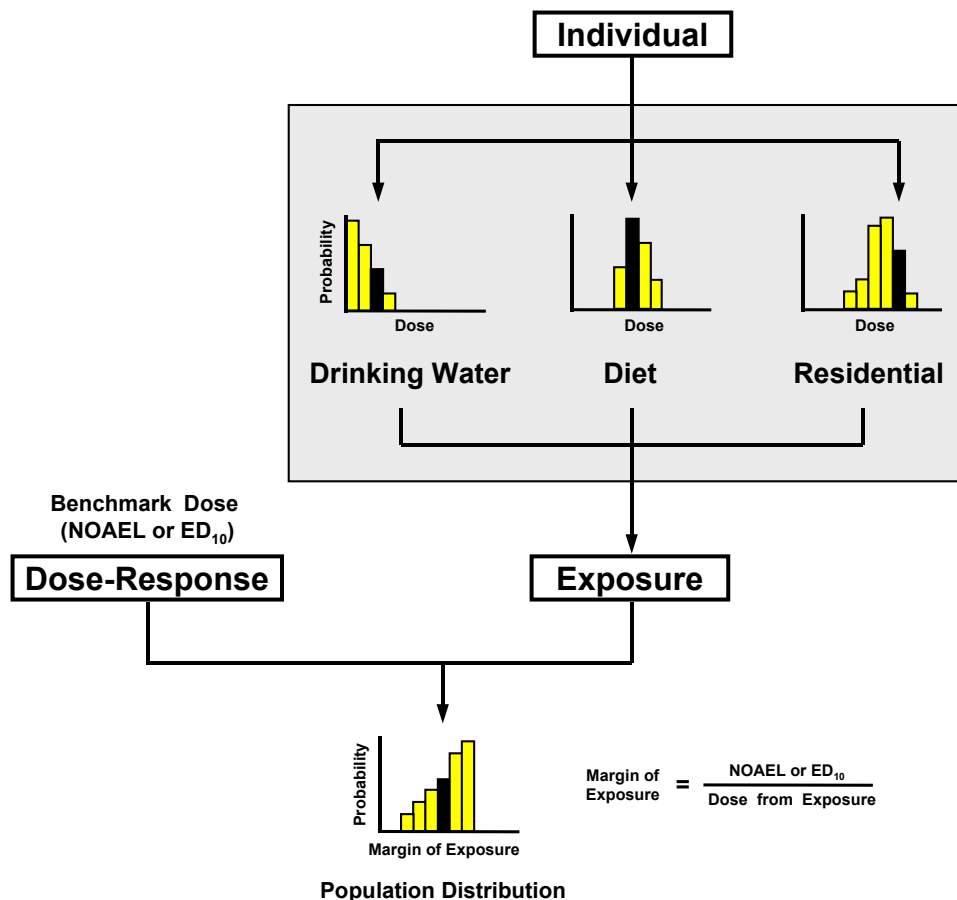 Individual
Probability
Dose
Dose
Dose
Drinking Water
Diet
Residential
Benchmark Dose
(NOAEL or ED₁₀)
Dose-Response
Exposure
Probability
Margin of Exposure
Population Distribution
Margin of
Exposure
=
NOAEL or ED₁₀
Dose from Exposure